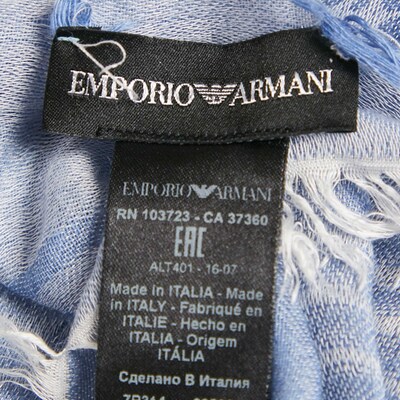 EMPORIO ARMANI
EMPORIO ARMANI
RN 103723 - CA 37360
EAC
ALT401 - 16-07
Made in ITALIA - Made
in ITALY - Fabriqué en
ITALIE - Hecho en
ITALIA - Origem
ITÁLIA
Сделано В Италия